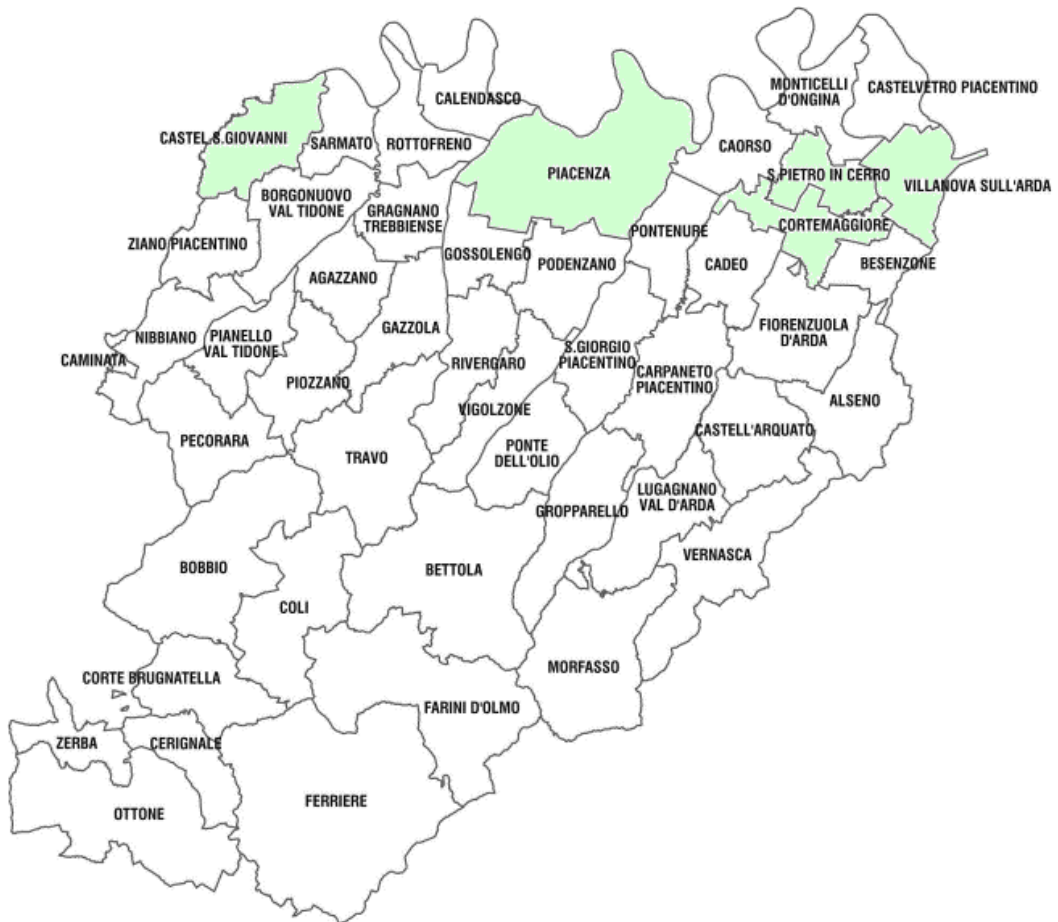 CALENDASCO
MONTICELLI
D'ONGINA
CASTELVETRO PIACENTINO
CASTEL S.GIOVANNI
SARMATO
ROTTOFRENO
CAORSO
PIACENZA
S.PIETRO IN CERRO
VILLANOVA SULL'ARDA
BORGONUOVO
VAL TIDONE
GRAGNANO
TREBBIENSE
CORTEMAGGIORE
ZIANO PIACENTINO
PONTENURE
GOSSOLENGO
PODENZANO
CADEO
BESENZONE
AGAZZANO
NIBBIANO
PIANELLO
VAL TIDONE
GAZZOLA
FIORENZUOLA
D'ARDA
CAMINATA
RIVERGARO
S.GIORGIO
PIACENTINO
CARPANETO
PIACENTINO
PIOZZANO
ALSENO
VIGOLZONE
CASTELL'ARQUATO
PECORARA
TRAVO
PONTE
DELL'OLIO
LUGAGNANO
VAL D'ARDA
GROPPARELLO
VERNASCA
BOBBIO
BETTOLA
COLI
MORFASSO
CORTE BRUGNATELLA
FARINI D'OLMO
ZERBA
CERIGNALE
FERRIERE
OTTONE